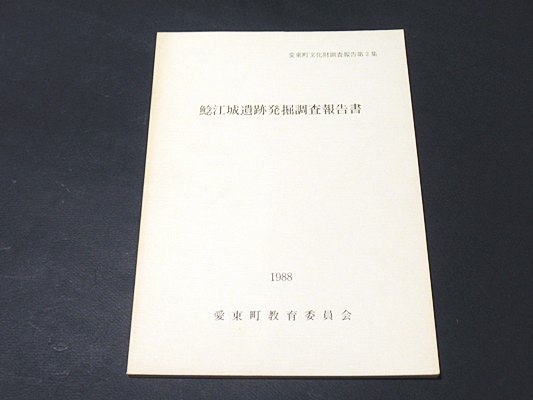 愛東町文化財調査報告第2集
鯰江城遺跡発掘調査報告書
1988
愛東町教育委員会